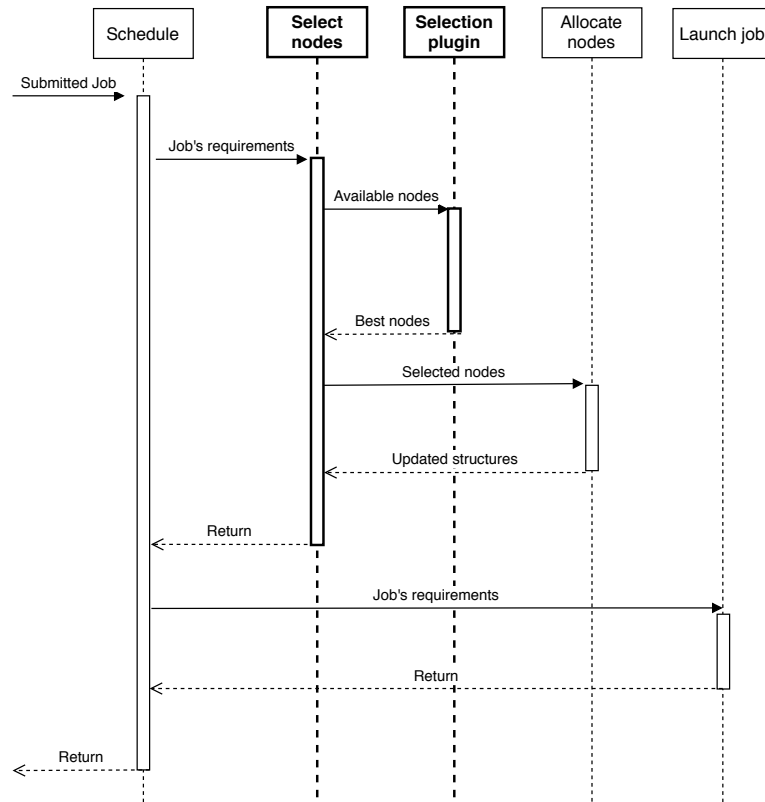 Schedule
Select
nodes
Selection
plugin
Allocate
nodes
Launch job
Submitted Job
Job's requirements
Available nodes
Best nodes
Selected nodes
Updated structures
Return
Job's requirements
Return
Return